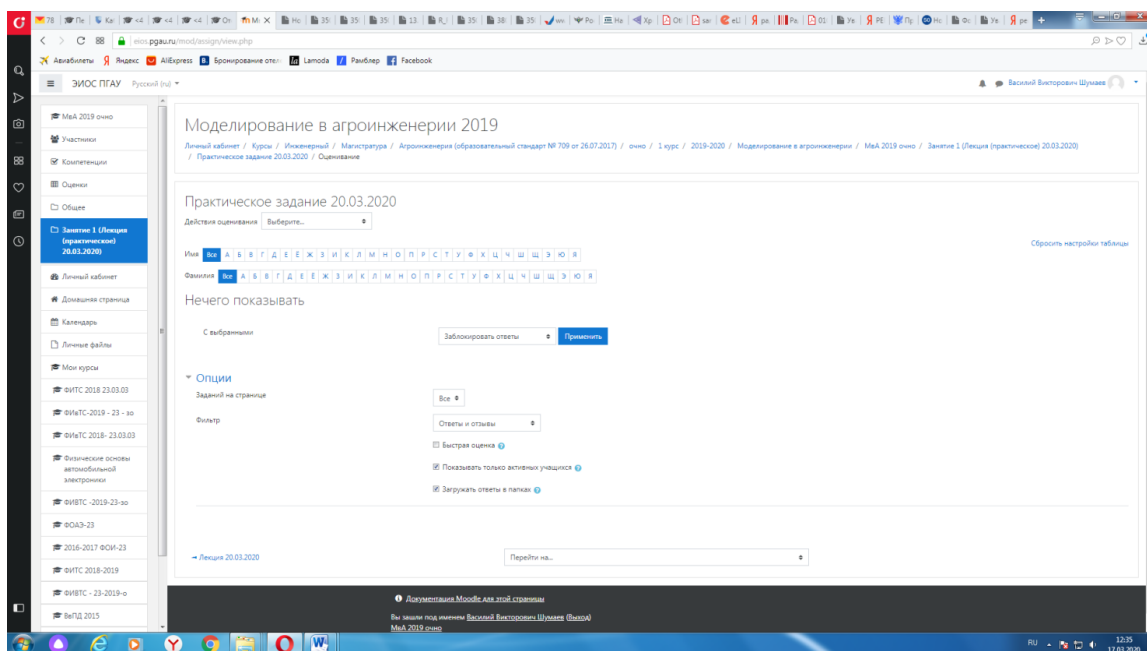 eios.pgau.ru/mod/assign/view.php
Авиабилеты Яндекс AliExpress Бронирование отел Lamoda Рамблер Facebook
ЭИОС ПГАУ Русский (ru)
Василий Викторович Шумаев
МеА 2019 очно
Участники
Компетенции
Оценки
Общее
Занятие 1 (Лекция
(практическое)
20.03.2020)
Личный кабинет
Домашняя страница
Календарь
Личные файлы
Мои курсы
ФИТС 2018 23.03.03
ФИвТС-2019 - 23 - зо
ФИвТС 2018- 23.03.03
Физические основы
автомобильной
электроники
ФИВТС -2019-23-зо
ФОАЭ-23
2016-2017 ФОИ-23
ФИТС 2018-2019
ФИВТС - 23-2019-о
ВеПД 2015
Моделирование в агроинженерии 2019
Личный кабинет / Курсы / Инженерный / Магистратура / Агроинженерия (образовательный стандарт № 709 от 26.07.2017) / очно / 1 курс / 2019-2020 / Моделирование в агроинженерии / МеА 2019 очно / Занятие 1 (Лекция (практическое) 20.03.2020)
/ Практическое задание 20.03.2020 / Оценивание
Практическое задание 20.03.2020
Действия оценивания Выберите...
Сбросить настройки таблицы
Имя Все А Б В Г Д Е Ё Ж З И К Л М Н О П Р С Т У Ф Х Ц Ч Ш Щ Э Ю Я
Фамилия Все А Б В Г Д Е Ё Ж З И К Л М Н О П Р С Т У Ф Х Ц Ч Ш Щ Э Ю Я
Нечего показывать
С выбранными Заблокировать ответы Применить
Опции
Заданий на странице Все
Фильтр Ответы и отзывы
Быстрая оценка
Показывать только активных учащихся
Загружать ответы в папках
→ Лекция 20.03.2020 Перейти на...
Документация Moodle для этой страницы
Вы зашли под именем Василий Викторович Шумаев (Выход)
МеА 2019 очно
RU 12:35
17.03.2020